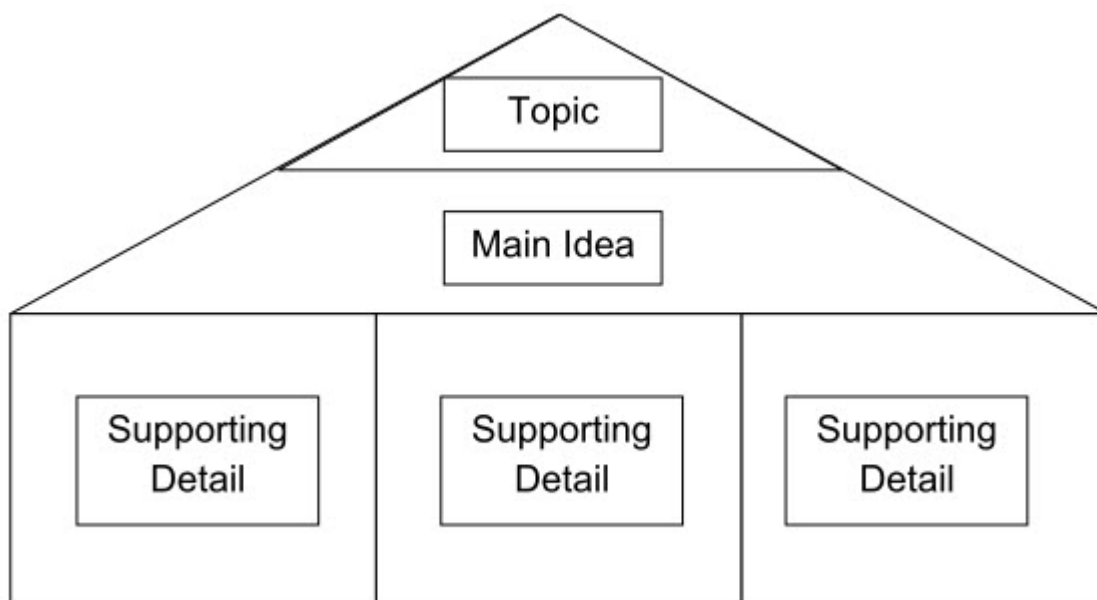 Topic
Main Idea
Supporting
Detail
Supporting
Detail
Supporting
Detail